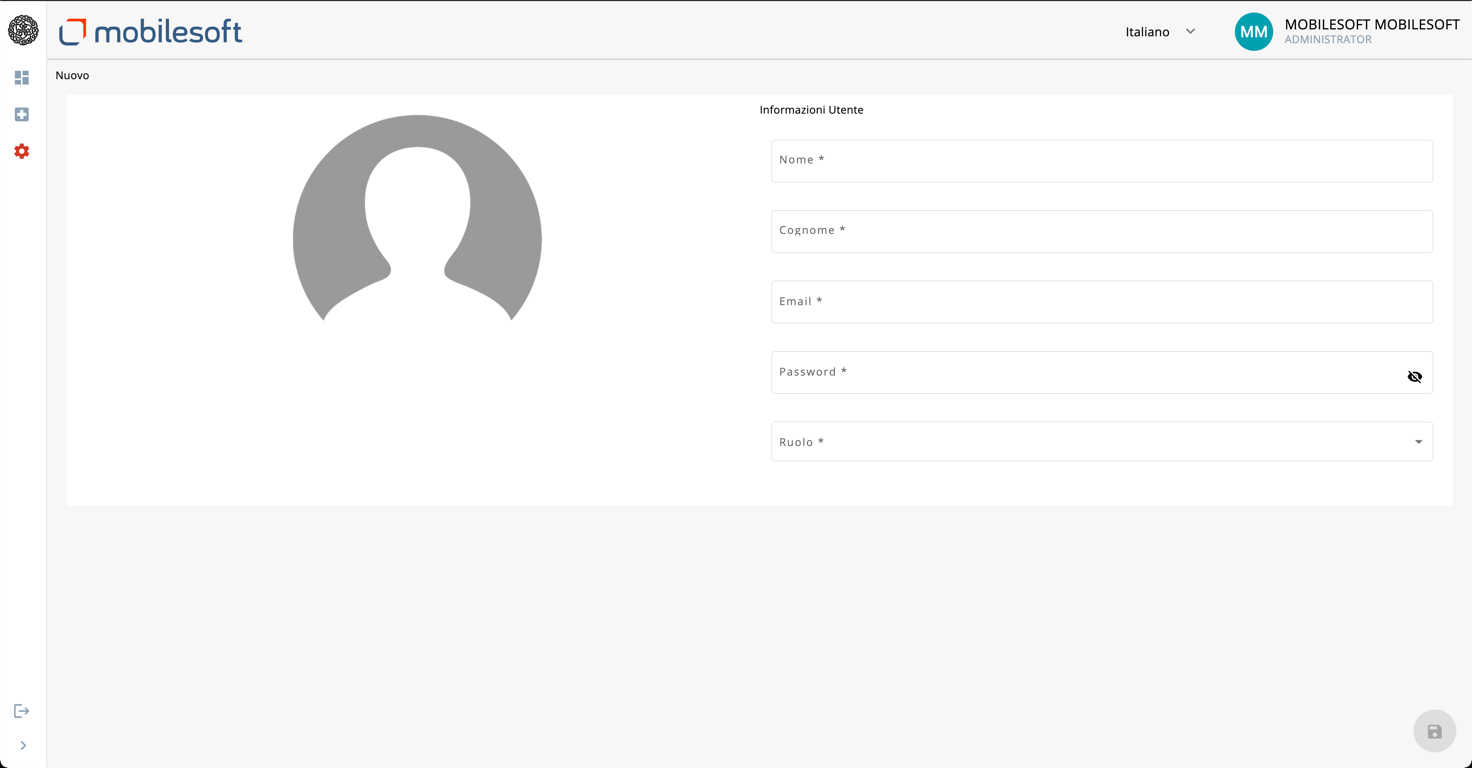 mobilesoft
Italiano
MM
MOBILESOFT MOBILESOFT
ADMINISTRATOR
Nuovo
Informazioni Utente
Nome *
Cognome *
Email *
Password *
Ruolo *